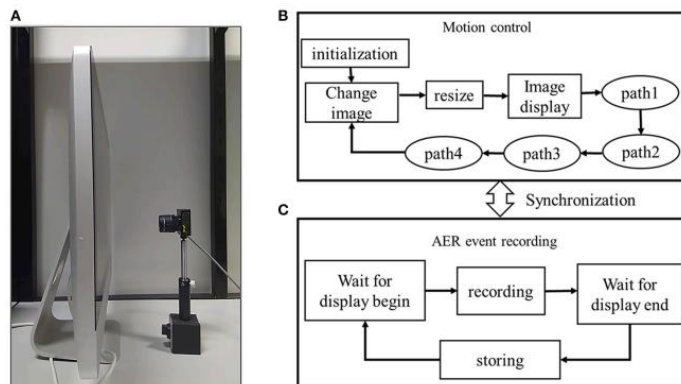 A
B
Motion control
initialization
Change
image
resize
Image
display
path1
path2
path3
path4
Synchronization
C
AER event recording
Wait for
display begin
recording
Wait for
display end
storing